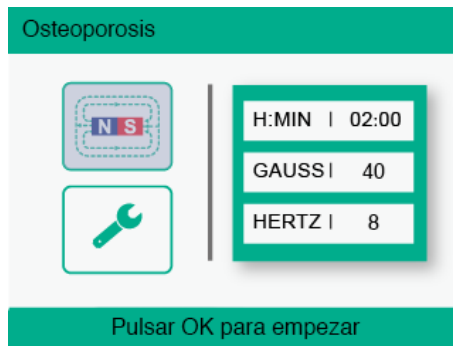 Osteoporosis
N S
H:MIN | 02:00
GAUSS | 40
HERTZ | 8
Pulsar OK para empezar